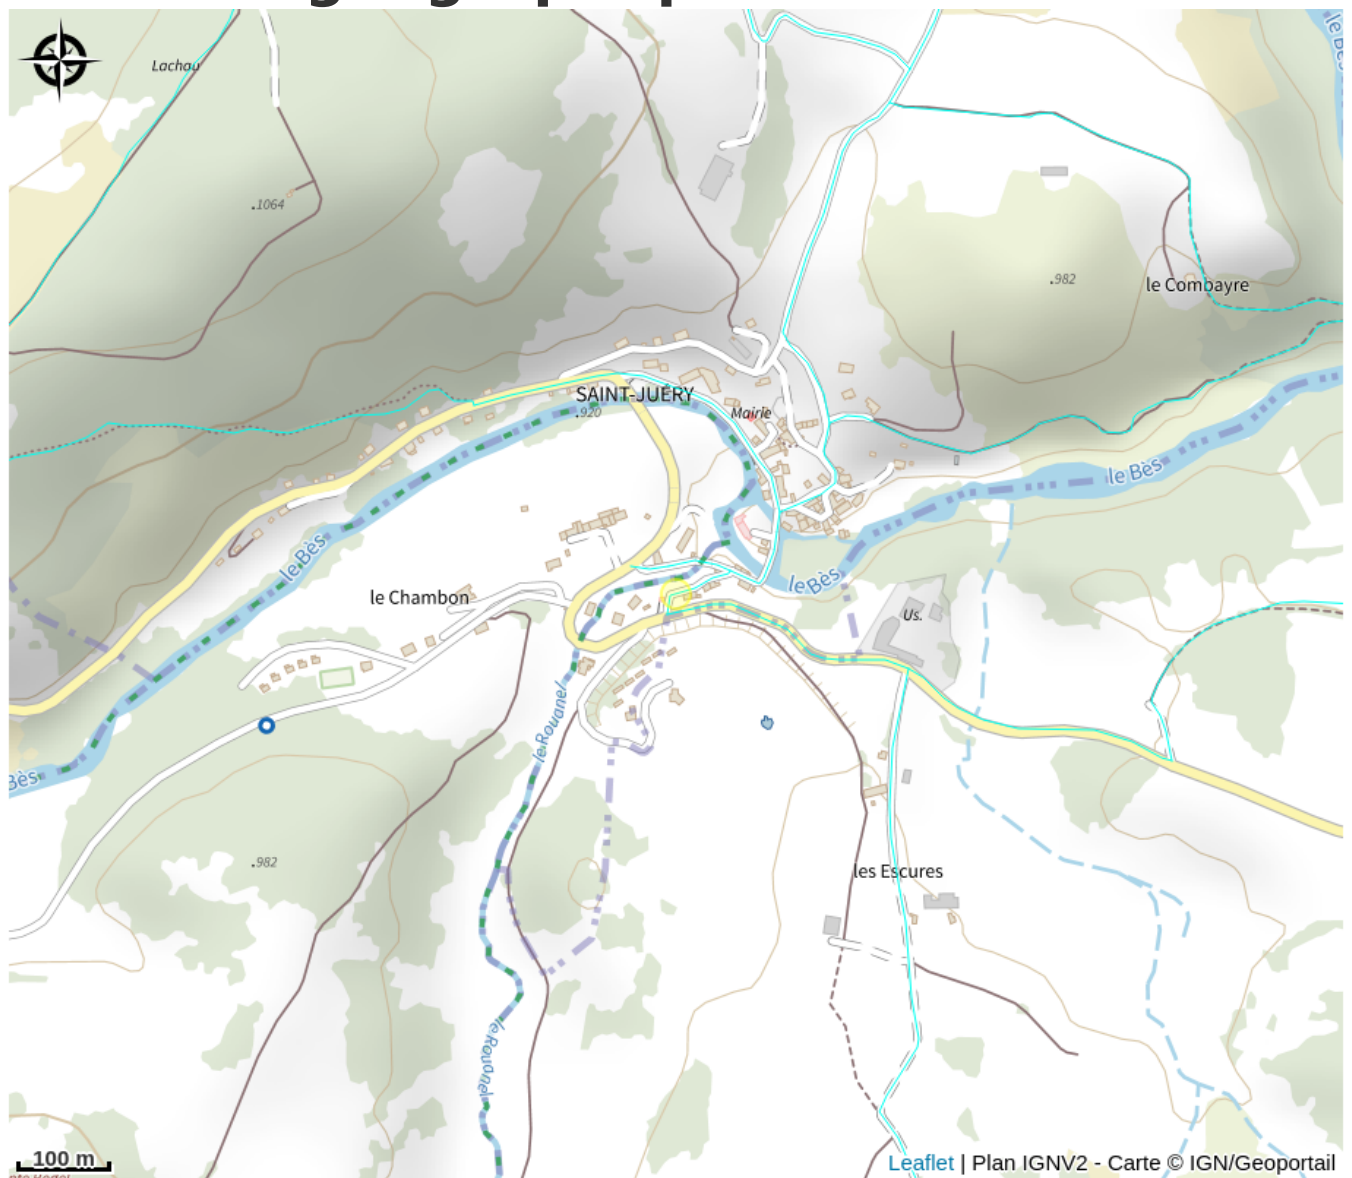 Lachau
le Bès
.1064
.982
le Combayre
SAINT-JUÉRY
.920
Mairie
le Bès
le Bès
le Bès
le Chambon
Us.
le Rouanel
Bès
.982
les Escures
le Rouanel
100 m
Leaflet | Plan IGNV2 - Carte © IGN/Geoportail